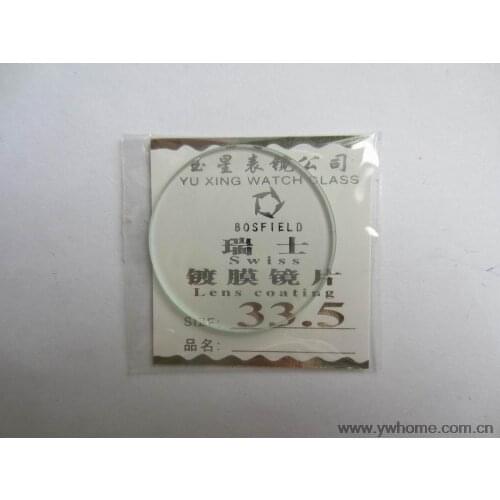 玉星表镜公司
YU XING WATCH GLASS
BOSFIELD
瑞士
Swiss
镀膜镜片
Lens coating
SIZE: 33.5
品名:
www.ywhome.com.cn